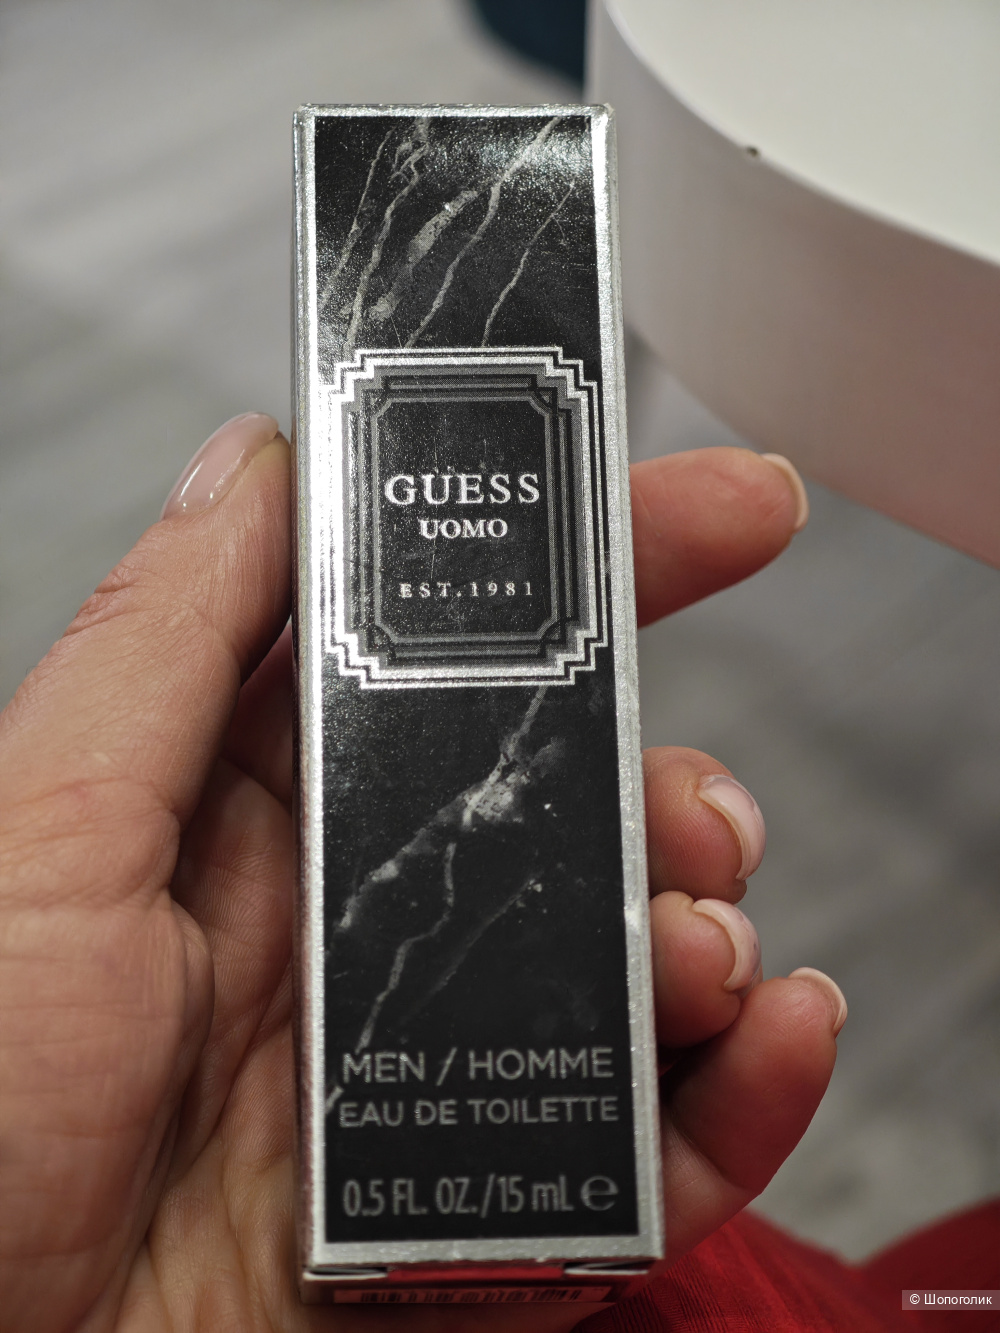 GUESS
UOMO
EST.1981
MEN / HOMME
EAU DE TOILETTE
0.5 FL. OZ./15 mL ℮
© Шопоголик